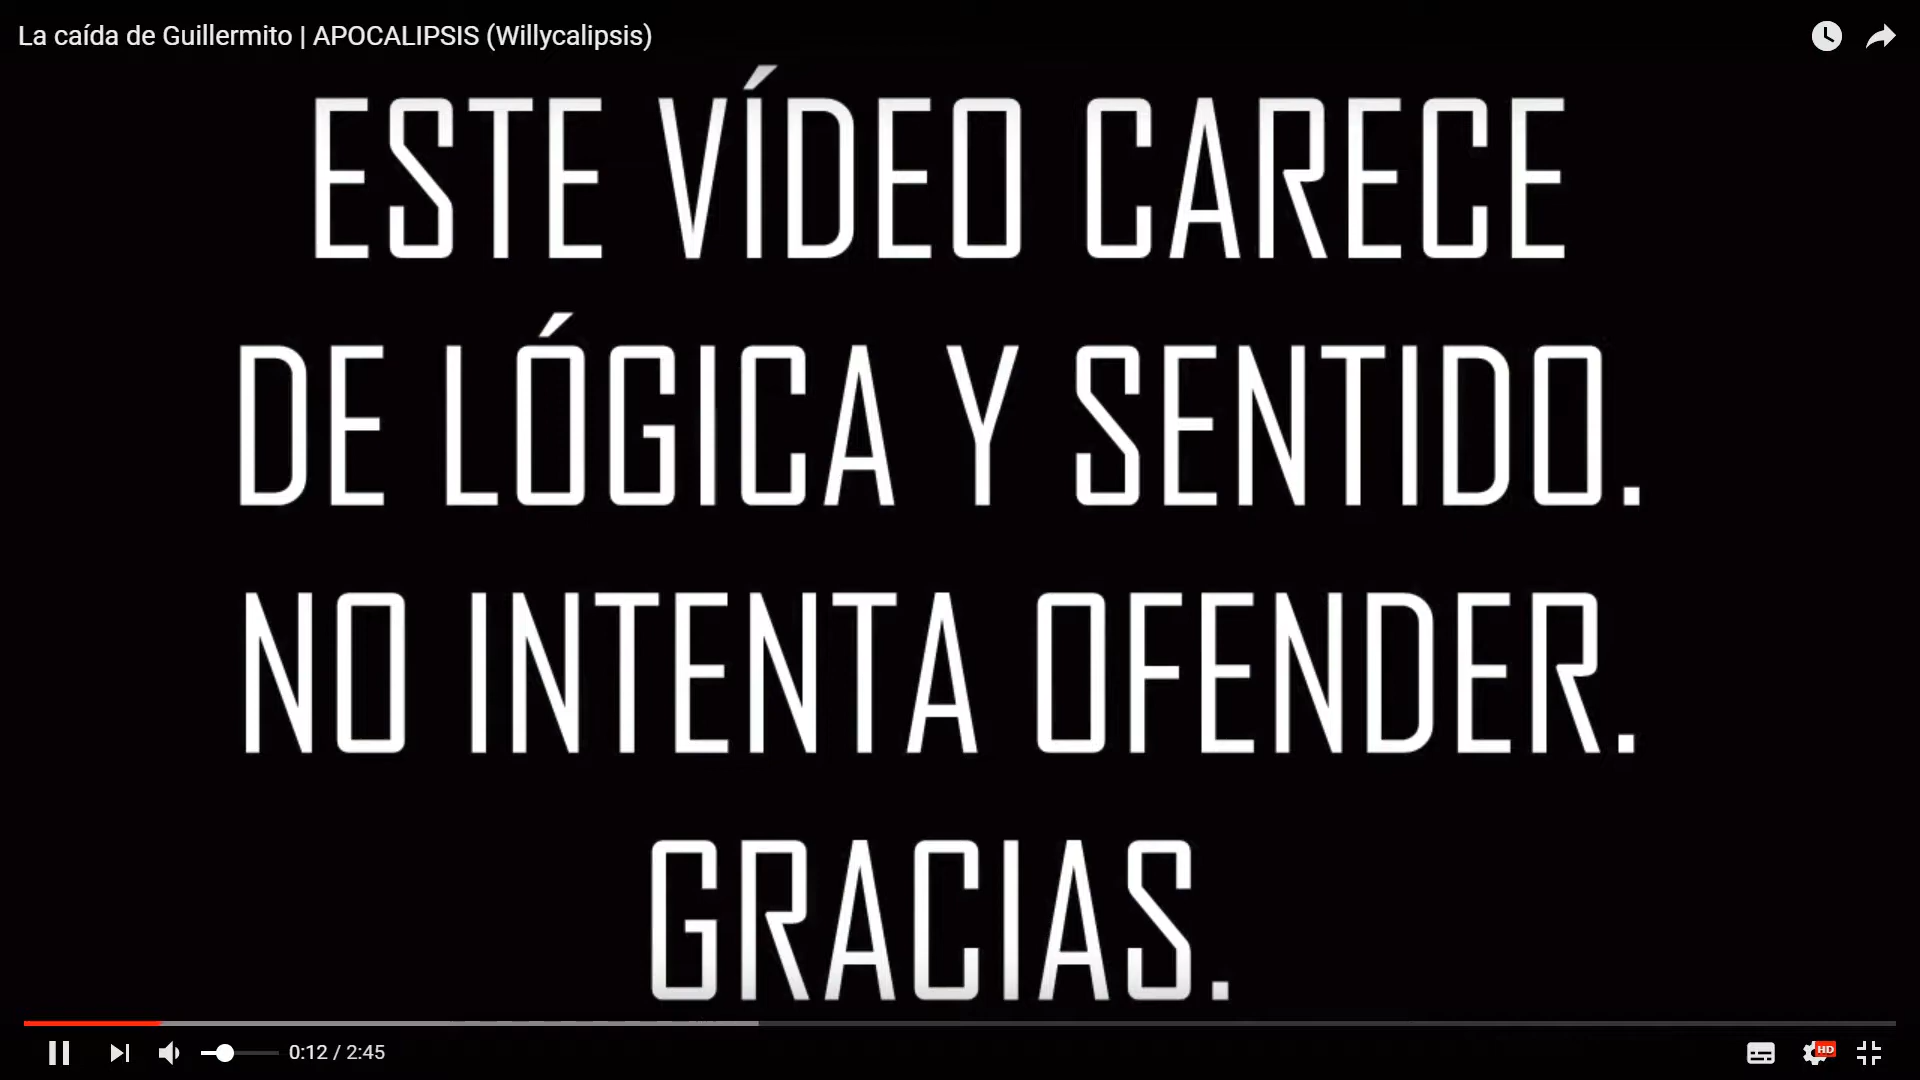 La caída de Guillermito | APOCALIPSIS (Willycalipsis)
ESTE VÍDEO CARECE
DE LÓGICA Y SENTIDO.
NO INTENTA OFENDER.
GRACIAS.
0:12 / 2:45
HD